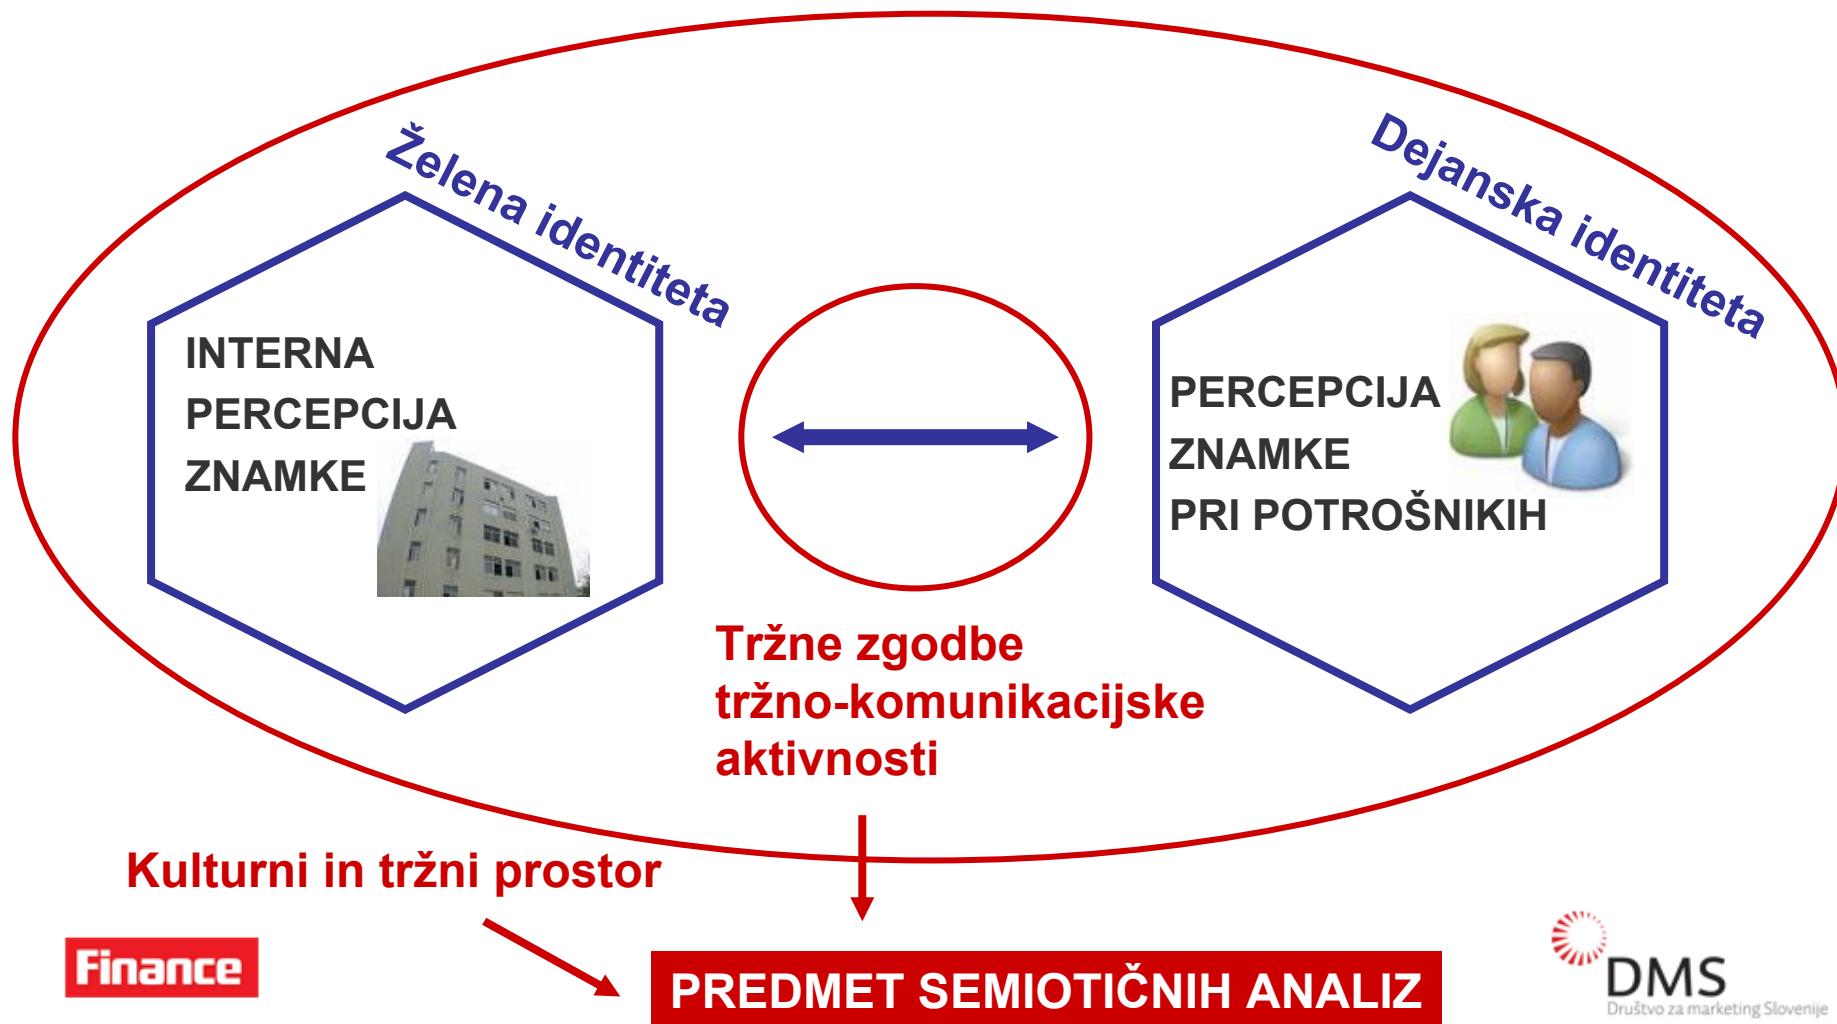 Želena identiteta
Dejanska identiteta
INTERNA
PERCEPCIJA
ZNAMKE
PERCEPCIJA
ZNAMKE
PRI POTROŠNIKIH
Tržne zgodbe
tržno-komunikacijske
aktivnosti
Kulturni in tržni prostor
Finance
PREDMET SEMIOTIČNIH ANALIZ
DMS
Društvo za marketing Slovenije